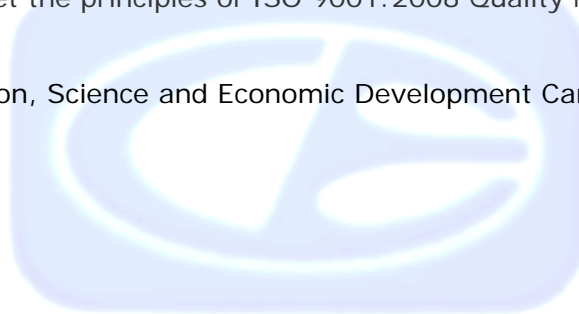 et the principles of ISO 9001:2008 Quality
on, Science and Economic Development